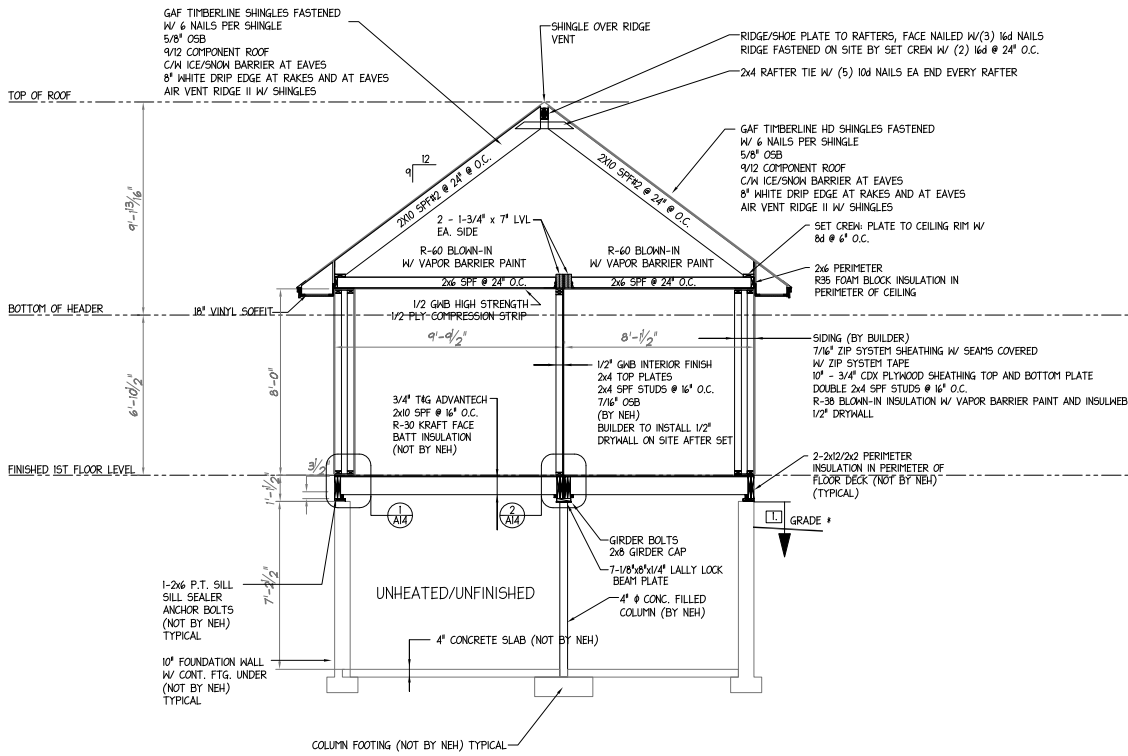 GAF TIMBERLINE SHINGLES FASTENED
W/ 6 NAILS PER SHINGLE
5/8" OSB
9/12 COMPONENT ROOF
C/W ICE/SNOW BARRIER AT EAVES
8" WHITE DRIP EDGE AT RAKES AND AT EAVES
AIR VENT RIDGE II W/ SHINGLES
SHINGLE OVER RIDGE
VENT
RIDGE/SHOE PLATE TO RAFTERS, FACE NAILED W/(3) 16d NAILS
RIDGE FASTENED ON SITE BY SET CREW W/ (2) 16d @ 24" O.C.
2x4 RAFTER TIE W/ (5) 10d NAILS EA END EVERY RAFTER
TOP OF ROOF
GAF TIMBERLINE HD SHINGLES FASTENED
W/ 6 NAILS PER SHINGLE
5/8" OSB
9/12 COMPONENT ROOF
C/W ICE/SNOW BARRIER AT EAVES
8" WHITE DRIP EDGE AT RAKES AND AT EAVES
AIR VENT RIDGE II W/ SHINGLES
12
9
2X10 SPF#2 @ 24" @ O.C.
2X10 SPF#2 @ 24" @ O.C.
9'-1 13/16"
2 - 1-3/4" x 7" LVL
EA. SIDE
SET CREW: PLATE TO CEILING RIM W/
8d @ 6" O.C.
R-60 BLOWN-IN
W/ VAPOR BARRIER PAINT
R-60 BLOWN-IN
W/ VAPOR BARRIER PAINT
2x6 PERIMETER
R35 FOAM BLOCK INSULATION IN
PERIMETER OF CEILING
2x6 SPF @ 24" O.C.
2x6 SPF @ 24" O.C.
1/2 GWB HIGH STRENGTH
1/2 PLY COMPRESSION STRIP
BOTTOM OF HEADER
18" VINYL SOFFIT
9'-9 1/2"
8'-1 1/2"
SIDING (BY BUILDER)
7/16" ZIP SYSTEM SHEATHING W/ SEAMS COVERED
W/ ZIP SYSTEM TAPE
10" - 3/4" CDX PLYWOOD SHEATHING TOP AND BOTTOM PLATE
DOUBLE 2x4 SPF STUDS @ 16" O.C.
R-38 BLOWN-IN INSULATION W/ VAPOR BARRIER PAINT AND INSULWEB
1/2" DRYWALL
6'-10 1/2"
8'-0"
1/2" GWB INTERIOR FINISH
2x4 TOP PLATES
2x4 SPF STUDS @ 16" O.C.
7/16" OSB
(BY NEH)
BUILDER TO INSTALL 1/2"
DRYWALL ON SITE AFTER SET
3/4" T&G ADVANTECH
2x10 SPF @ 16" O.C.
R-30 KRAFT FACE
BATT INSULATION
(NOT BY NEH)
FINISHED 1ST FLOOR LEVEL
3 1/2"
1'-1 1/2"
2-2x12/2x2 PERIMETER
INSULATION IN PERIMETER OF
FLOOR DECK (NOT BY NEH)
(TYPICAL)
1
A14
2
A14
1.
GRADE *
GIRDER BOLTS
2x8 GIRDER CAP
7-1/8"x8"x1/4" LALLY LOCK
BEAM PLATE
7'-2 1/2"
1-2x6 P.T. SILL
SILL SEALER
ANCHOR BOLTS
(NOT BY NEH)
TYPICAL
UNHEATED/UNFINISHED
4" ϕ CONC. FILLED
COLUMN (BY NEH)
4" CONCRETE SLAB (NOT BY NEH)
10" FOUNDATION WALL
W/ CONT. FTG. UNDER
(NOT BY NEH)
TYPICAL
COLUMN FOOTING (NOT BY NEH) TYPICAL